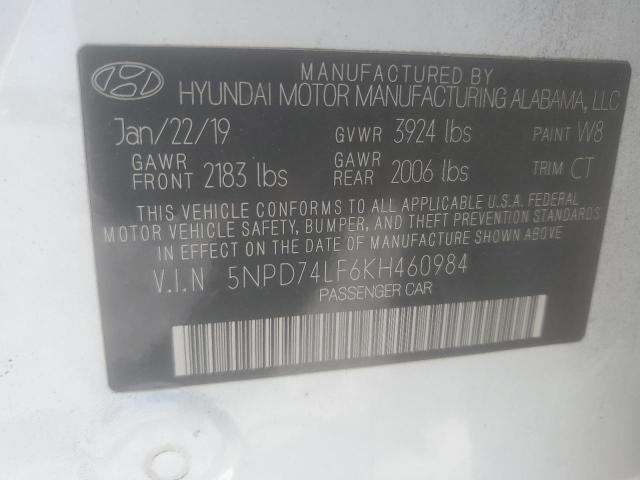 MANUFACTURED BY
HYUNDAI MOTOR MANUFACTURING ALABAMA, LLC
Jan/22/19 GVWR 3924 lbs PAINT W8
GAWR FRONT 2183 lbs GAWR REAR 2006 lbs TRIM CT
THIS VEHICLE CONFORMS TO ALL APPLICABLE U.S.A. FEDERAL
MOTOR VEHICLE SAFETY, BUMPER, AND THEFT PREVENTION STANDARDS
IN EFFECT ON THE DATE OF MANUFACTURE SHOWN ABOVE
V.I.N 5NPD74LF6KH460984
PASSENGER CAR